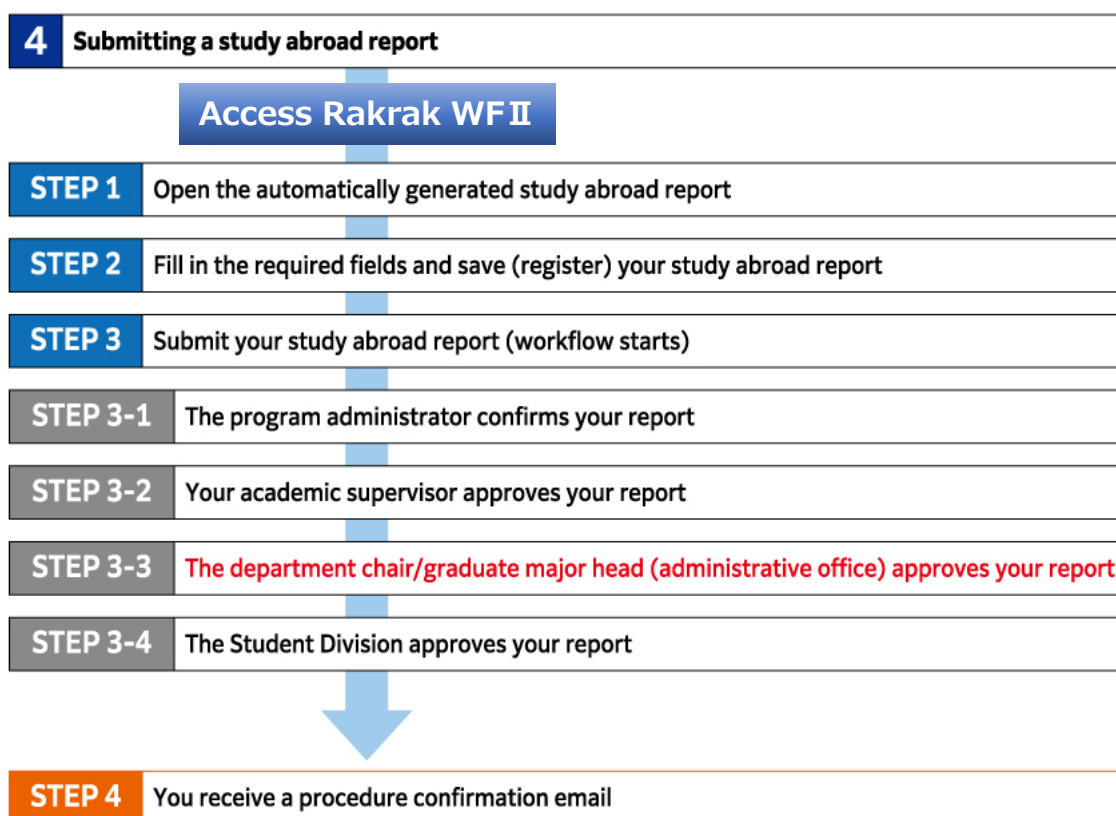 4 Submitting a study abroad report
Access Rakrak WFⅡ
STEP 1 Open the automatically generated study abroad report
STEP 2 Fill in the required fields and save (register) your study abroad report
STEP 3 Submit your study abroad report (workflow starts)
STEP 3-1 The program administrator confirms your report
STEP 3-2 Your academic supervisor approves your report
STEP 3-3 The department chair/graduate major head (administrative office) approves your report
STEP 3-4 The Student Division approves your report
STEP 4 You receive a procedure confirmation email